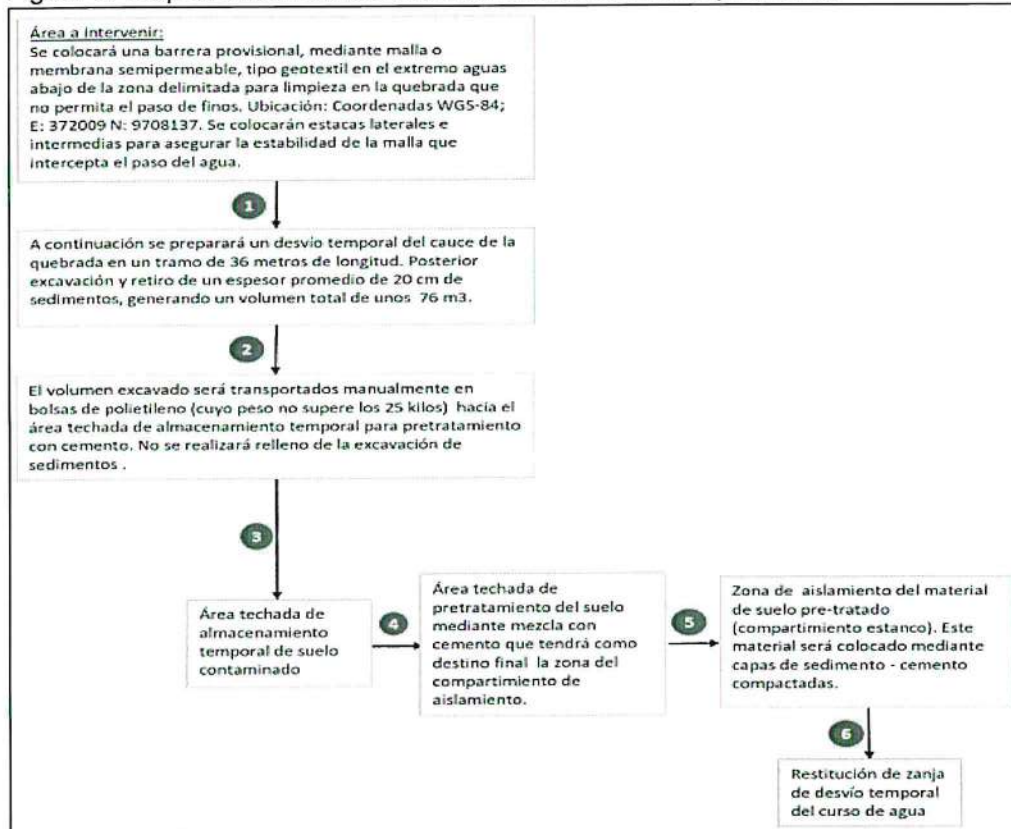 Área a intervenir:
Se colocará una barrera provisional, mediante malla o
membrana semipermeable, tipo geotextil en el extremo aguas
abajo de la zona delimitada para limpieza en la quebrada que
no permita el paso de finos. Ubicación: Coordenadas WGS-84;
E: 372009 N: 9708137. Se colocarán estacas laterales e
intermedias para asegurar la estabilidad de la malla que
intercepta el paso del agua.
1
A continuación se preparará un desvío temporal del cauce de la
quebrada en un tramo de 36 metros de longitud. Posterior
excavación y retiro de un espesor promedio de 20 cm de
sedimentos, generando un volumen total de unos 76 m3.
2
El volumen excavado será transportados manualmente en
bolsas de polietileno (cuyo peso no supere los 25 kilos) hacía el
área techada de almacenamiento temporal para pretratamiento
con cemento. No se realizará relleno de la excavación de
sedimentos .
3
Área techada de
almacenamiento
temporal de suelo
contaminado
4
Área techada de
pretratamiento del suelo
mediante mezcla con
cemento que tendrá como
destino final la zona del
compartimiento de
aislamiento.
5
Zona de aislamiento del material
de suelo pre-tratado
(compartimiento estanco). Este
material será colocado mediante
capas de sedimento - cemento
compactadas.
6
Restitución de zanja
de desvío temporal
del curso de agua